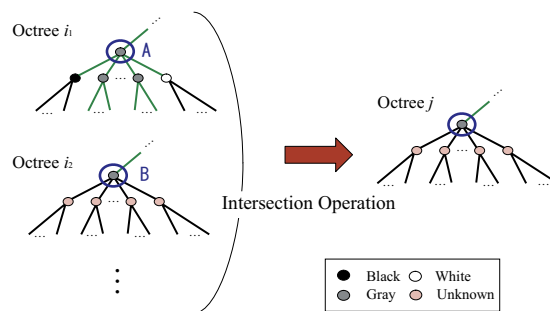 Octree i₁
A
Octree i₂
B
Intersection Operation
Octree j
Black
White
Gray
Unknown